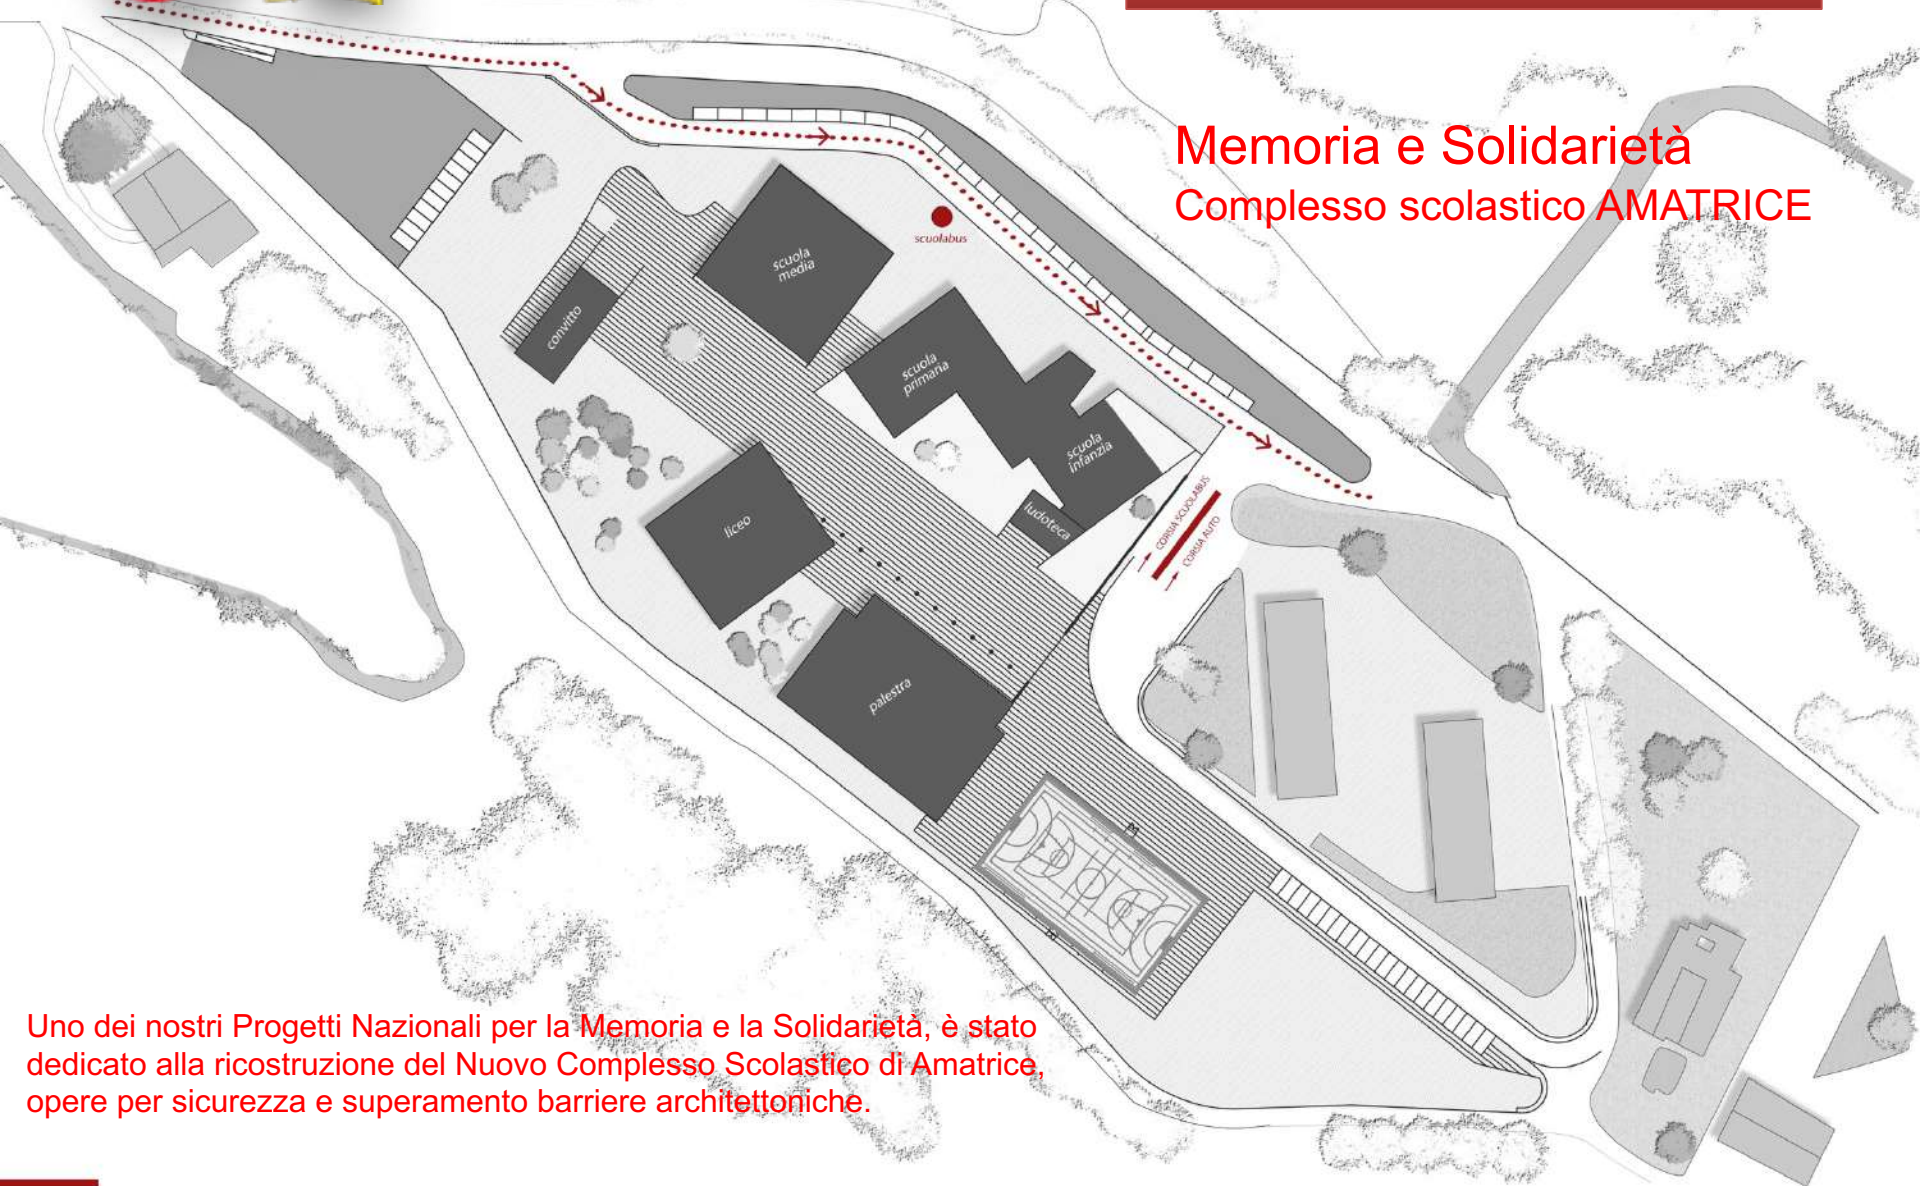 Memoria e Solidarietà
Complesso scolastico AMATRICE
scuolabus
scuola
media
convitto
scuola
primaria
scuola
infanzia
liceo
ludoteca
CORSIA SCUOLABUS
CORSIA AUTO
palestra
Uno dei nostri Progetti Nazionali per la Memoria e la Solidarietà, è stato
dedicato alla ricostruzione del Nuovo Complesso Scolastico di Amatrice,
opere per sicurezza e superamento barriere architettoniche.